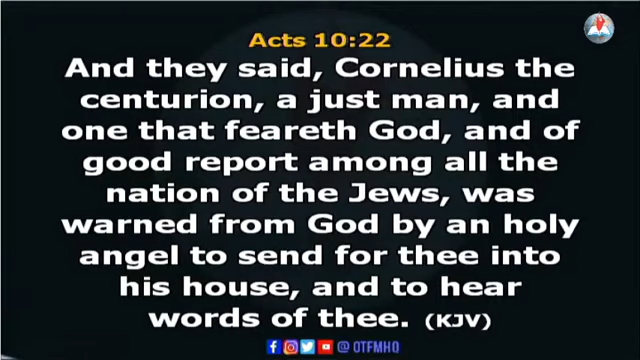 Acts 10:22
And they said, Cornelius the
centurion, a just man, and
one that feareth God, and of
good report among all the
nation of the Jews, was
warned from God by an holy
angel to send for thee into
his house, and to hear
words of thee. (KJV)
@ OTFMHQ